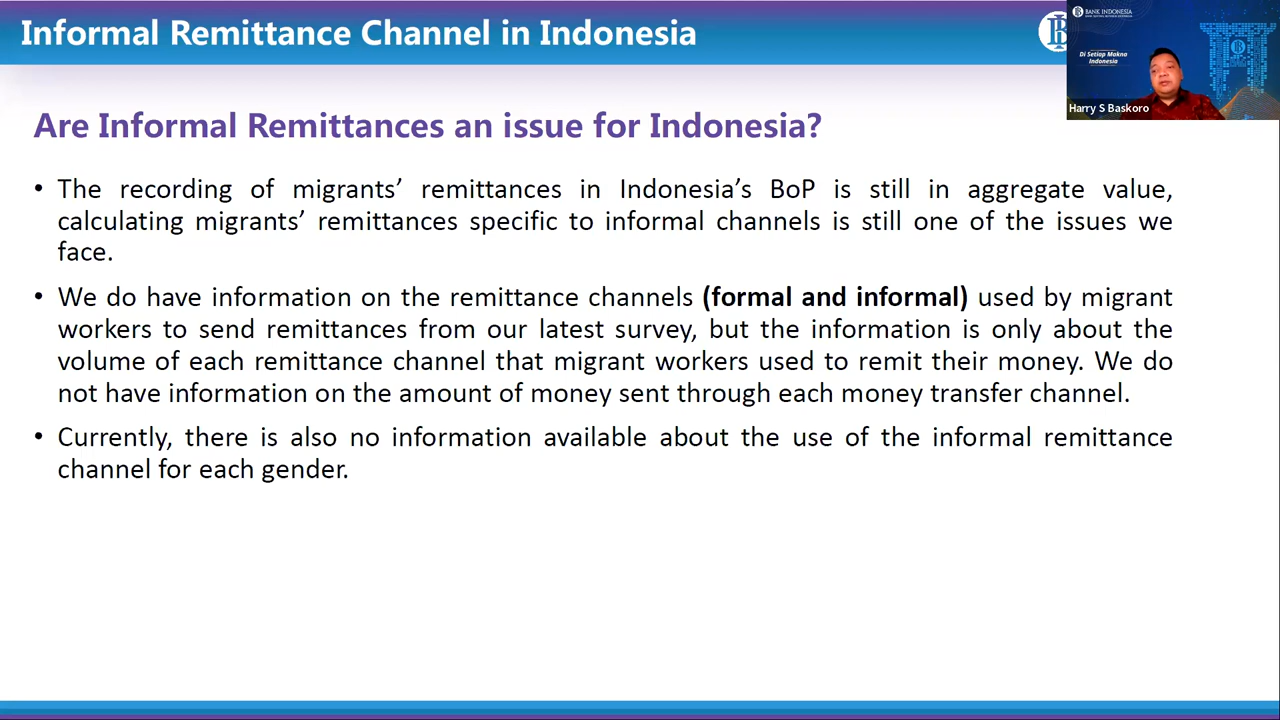 Informal Remittance Channel in Indonesia
BANK INDONESIA
Di Setiap Makna
Indonesia
Harry S Baskoro
Are Informal Remittances an issue for Indonesia?
• The recording of migrants’ remittances in Indonesia’s BoP is still in aggregate value,
calculating migrants’ remittances specific to informal channels is still one of the issues we
face.
• We do have information on the remittance channels (formal and informal) used by migrant
workers to send remittances from our latest survey, but the information is only about the
volume of each remittance channel that migrant workers used to remit their money. We do
not have information on the amount of money sent through each money transfer channel.
• Currently, there is also no information available about the use of the informal remittance
channel for each gender.